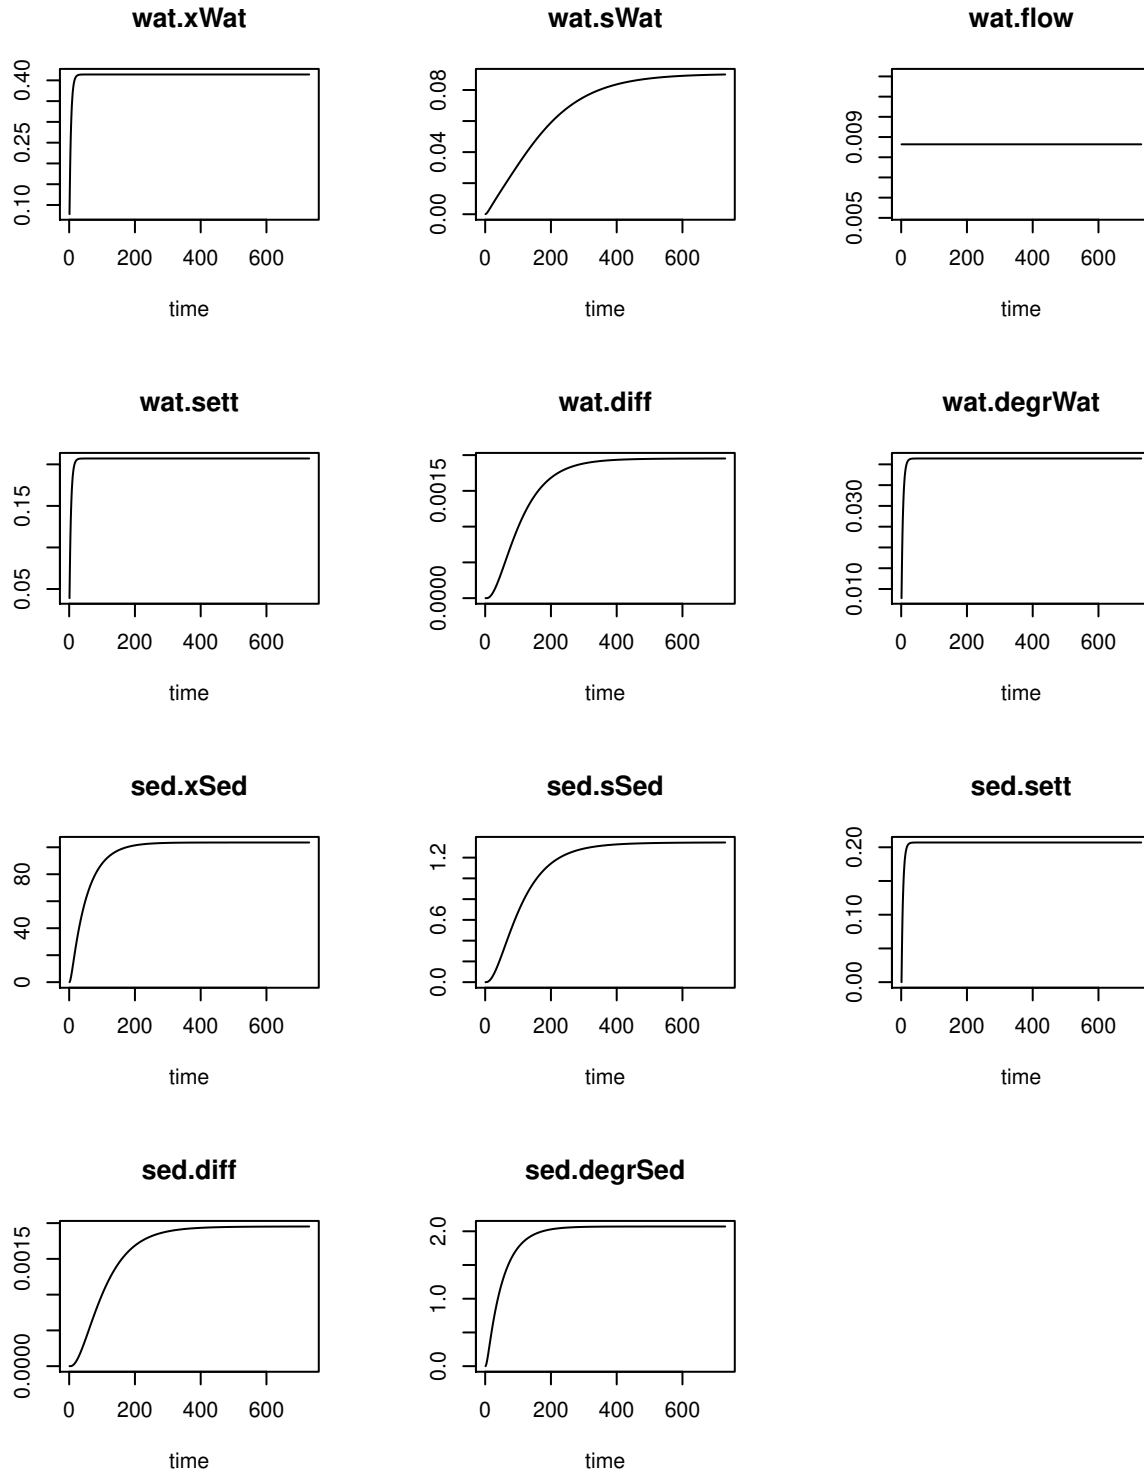 wat.xWat
0.10 0.25 0.40
0 200 400 600
time
wat.sWat
0.00 0.04 0.08
0 200 400 600
time
wat.flow
0.005 0.009
0 200 400 600
time
wat.sett
0.05 0.15
0 200 400 600
time
wat.diff
0.0000 0.0015
0 200 400 600
time
wat.degrWat
0.010 0.030
0 200 400 600
time
sed.xSed
0 40 80
0 200 400 600
time
sed.sSed
0.0 0.6 1.2
0 200 400 600
time
sed.sett
0.00 0.10 0.20
0 200 400 600
time
sed.diff
0.0000 0.0015
0 200 400 600
time
sed.degrSed
0.0 1.0 2.0
0 200 400 600
time